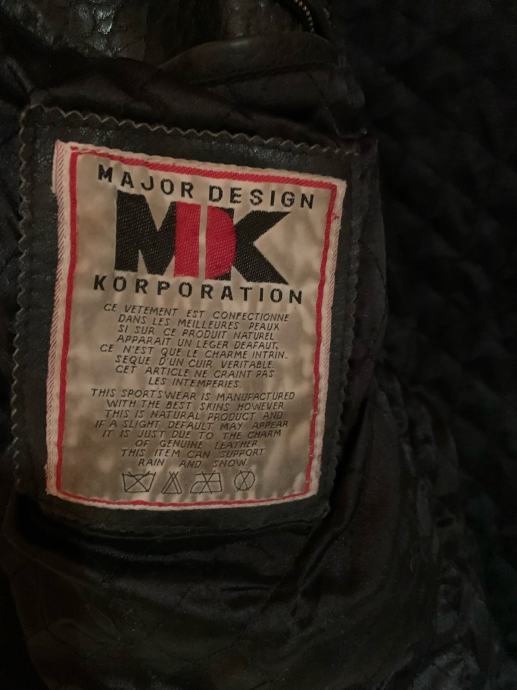 MAJOR DESIGN
MDK
KORPORATION
CE VETEMENT EST CONFECTIONNE
DANS LES MEILLEURES PEAUX
SI SUR CE PRODUIT NATUREL
APPARAIT UN LEGER DEAFAUT,
CE N'EST QUE LE CHARME INTRIN.
SEQUE D'UN CUIR VERITABLE.
CET ARTICLE NE CRAINT PAS
LES INTEMPERIES.
THIS SPORTSWEAR IS MANUFACTURED
WITH THE BEST SKINS HOWEVER
THIS IS NATURAL PRODUCT AND
IF A SLIGHT DEFAULT MAY APPEAR
IT IS JUST DUE TO THE CHARM
OF GENUINE LEATHER.
THIS ITEM CAN SUPPORT
RAIN AND SNOW